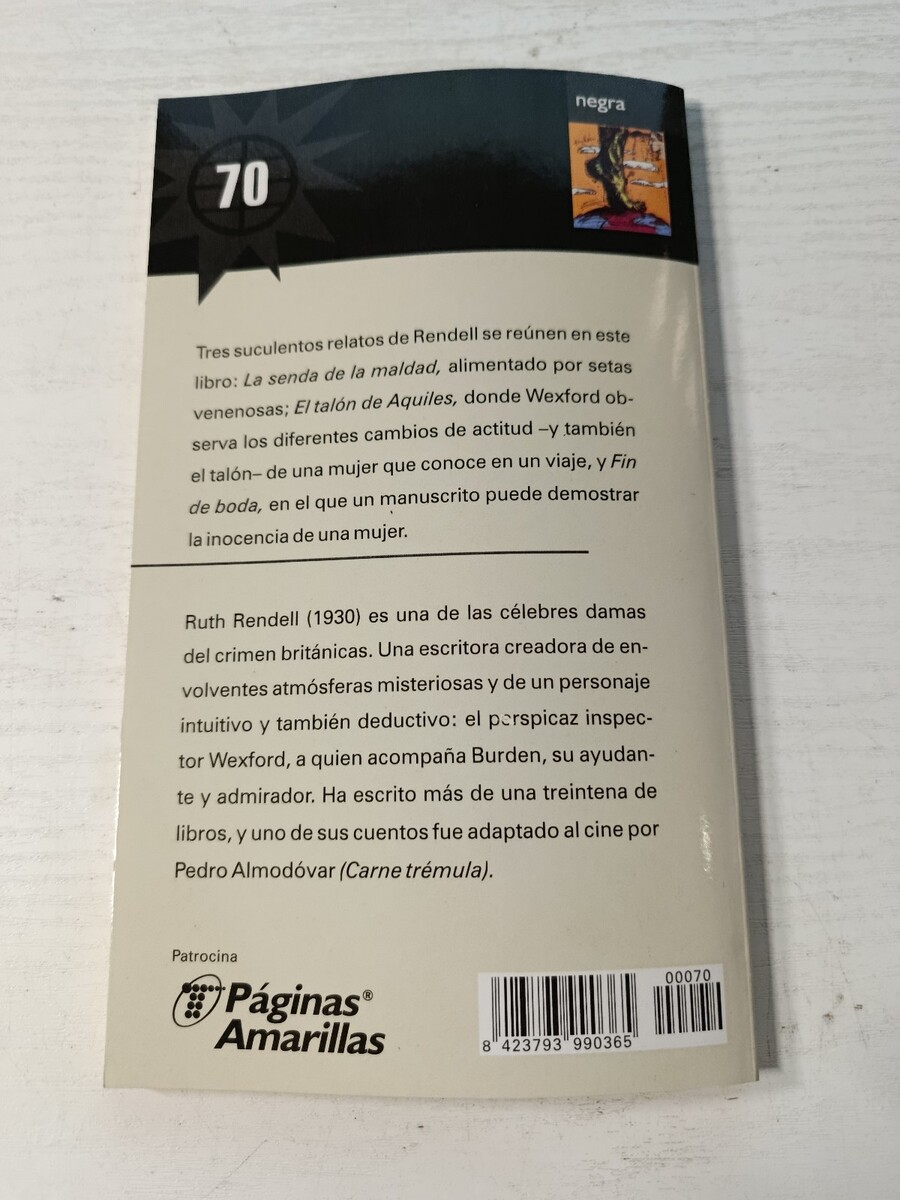 negra
70
Tres suculentos relatos de Rendell se reúnen en este
libro: La senda de la maldad, alimentado por setas
venenosas; El talón de Aquiles, donde Wexford ob-
serva los diferentes cambios de actitud –y también
el talón– de una mujer que conoce en un viaje, y Fin
de boda, en el que un manuscrito puede demostrar
la inocencia de una mujer.
Ruth Rendell (1930) es una de las célebres damas
del crimen británicas. Una escritora creadora de en-
volventes atmósferas misteriosas y de un personaje
intuitivo y también deductivo: el perspicaz inspec-
tor Wexford, a quien acompaña Burden, su ayudan-
te y admirador. Ha escrito más de una treintena de
libros, y uno de sus cuentos fue adaptado al cine por
Pedro Almodóvar (Carne trémula).
Patrocina
Páginas®
Amarillas
00070
8 423793 990365